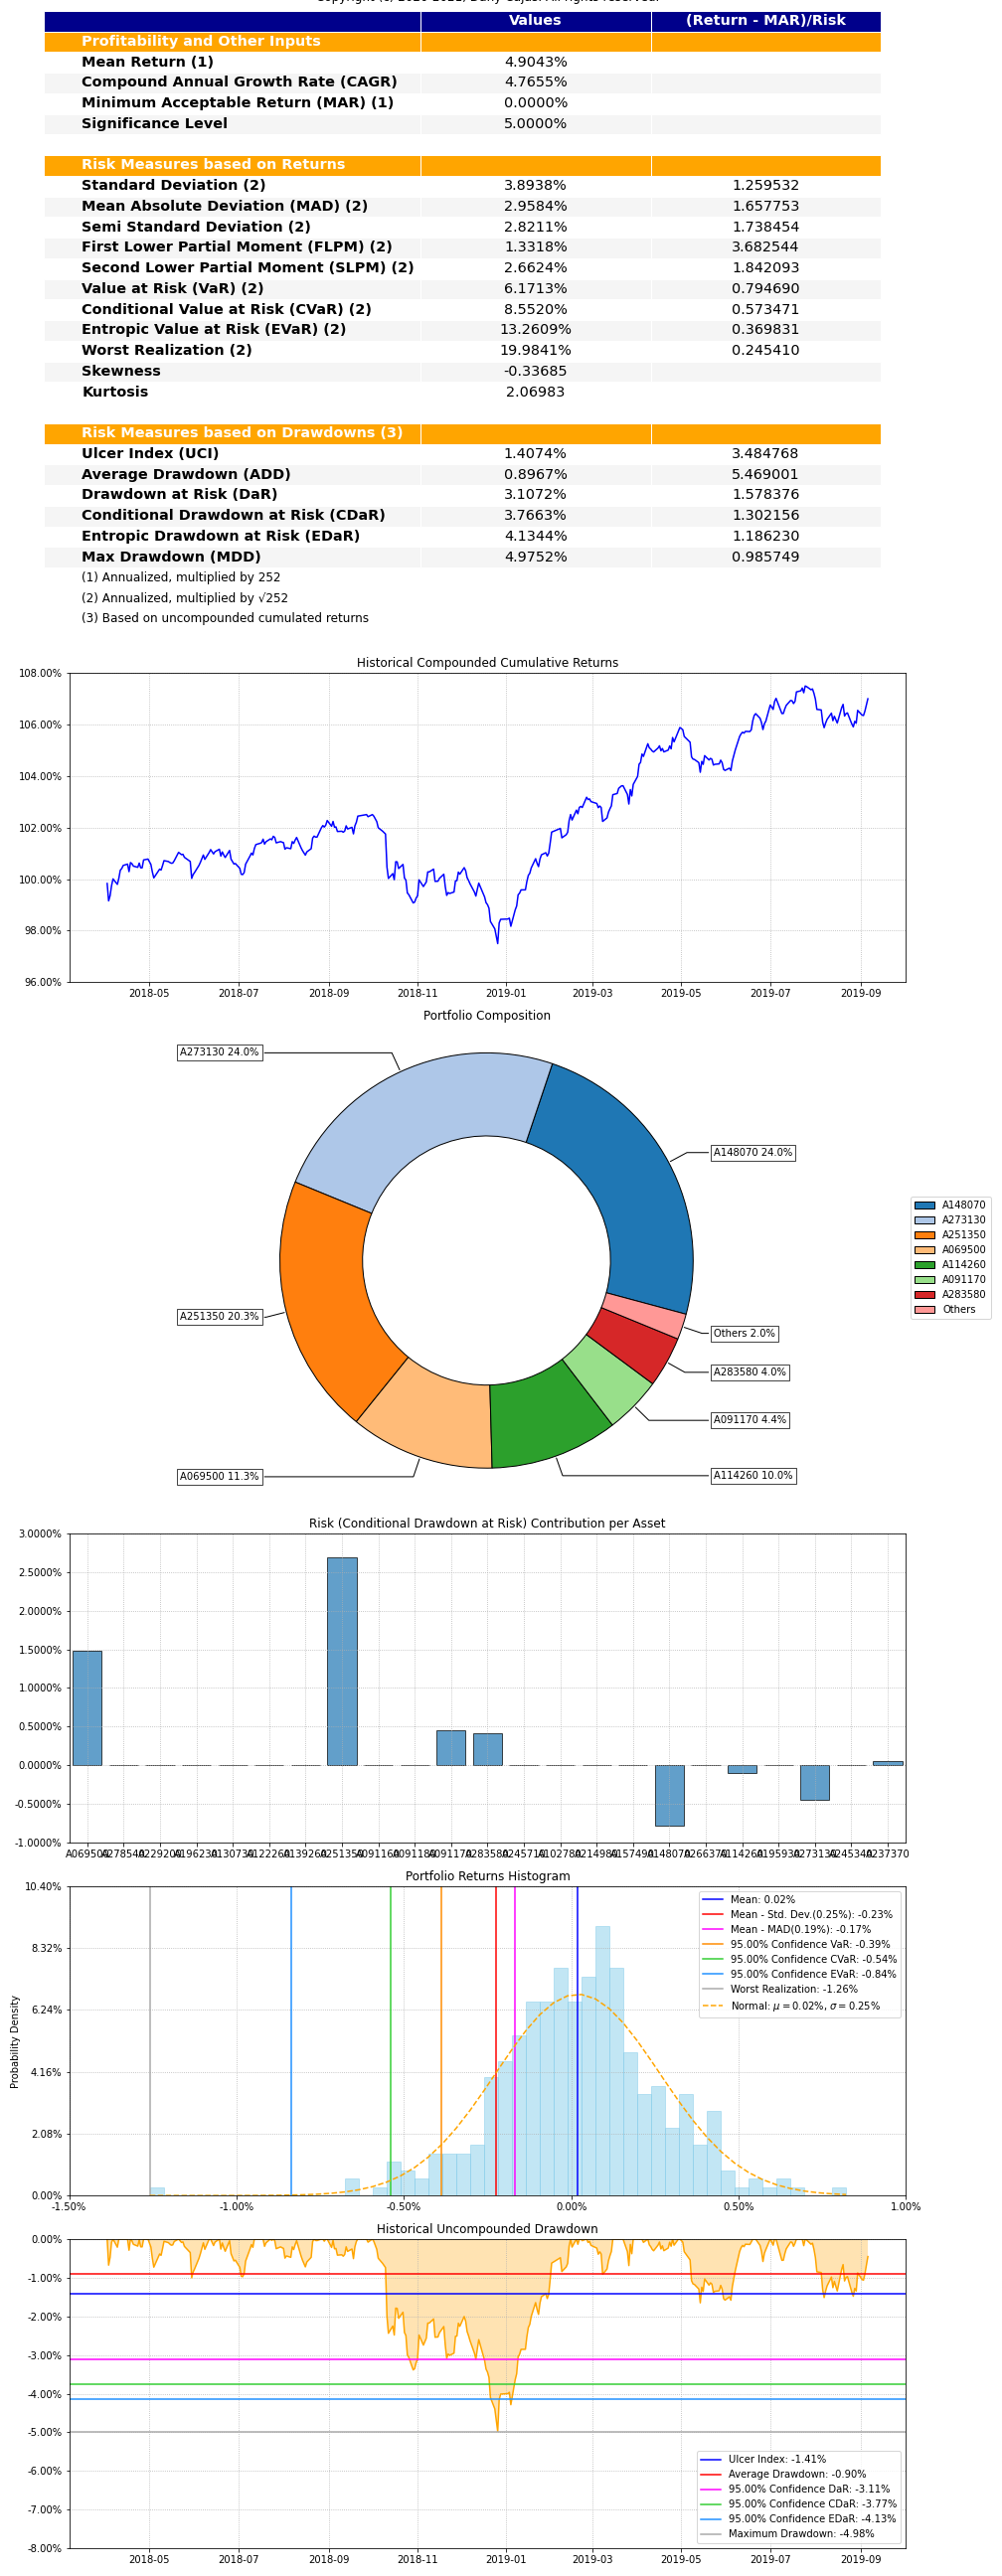 Values (Return - MAR)/Risk
Profitability and Other Inputs
Mean Return (1) 4.9043%
Compound Annual Growth Rate (CAGR) 4.7655%
Minimum Acceptable Return (MAR) (1) 0.0000%
Significance Level 5.0000%
Risk Measures based on Returns
Standard Deviation (2) 3.8938% 1.259532
Mean Absolute Deviation (MAD) (2) 2.9584% 1.657753
Semi Standard Deviation (2) 2.8211% 1.738454
First Lower Partial Moment (FLPM) (2) 1.3318% 3.682544
Second Lower Partial Moment (SLPM) (2) 2.6624% 1.842093
Value at Risk (VaR) (2) 6.1713% 0.794690
Conditional Value at Risk (CVaR) (2) 8.5520% 0.573471
Entropic Value at Risk (EVaR) (2) 13.2609% 0.369831
Worst Realization (2) 19.9841% 0.245410
Skewness -0.33685
Kurtosis 2.06983
Risk Measures based on Drawdowns (3)
Ulcer Index (UCI) 1.4074% 3.484768
Average Drawdown (ADD) 0.8967% 5.469001
Drawdown at Risk (DaR) 3.1072% 1.578376
Conditional Drawdown at Risk (CDaR) 3.7663% 1.302156
Entropic Drawdown at Risk (EDaR) 4.1344% 1.186230
Max Drawdown (MDD) 4.9752% 0.985749
(1) Annualized, multiplied by 252
(2) Annualized, multiplied by √252
(3) Based on uncompounded cumulated returns
Historical Compounded Cumulative Returns
108.00%
106.00%
104.00%
102.00%
100.00%
98.00%
96.00%
2018-05 2018-07 2018-09 2018-11 2019-01 2019-03 2019-05 2019-07 2019-09
Portfolio Composition
A273130 24.0%
A148070 24.0%
A251350 20.3%
Others 2.0%
A283580 4.0%
A091170 4.4%
A069500 11.3%
A114260 10.0%
A148070
A273130
A251350
A069500
A114260
A091170
A283580
Others
Risk (Conditional Drawdown at Risk) Contribution per Asset
3.0000%
2.5000%
2.0000%
1.5000%
1.0000%
0.5000%
0.0000%
-0.5000%
-1.0000%
Portfolio Returns Histogram
Probability Density
10.40%
8.32%
6.24%
4.16%
2.08%
0.00%
-1.50% -1.00% -0.50% 0.00% 0.50% 1.00%
Mean: 0.02%
Mean - Std. Dev.(0.25%): -0.23%
Mean - MAD(0.19%): -0.17%
95.00% Confidence VaR: -0.39%
95.00% Confidence CVaR: -0.54%
95.00% Confidence EVaR: -0.84%
Worst Realization: -1.26%
Normal: μ = 0.02%, σ = 0.25%
Historical Uncompounded Drawdown
0.00%
-1.00%
-2.00%
-3.00%
-4.00%
-5.00%
-6.00%
-7.00%
-8.00%
Ulcer Index: -1.41%
Average Drawdown: -0.90%
95.00% Confidence DaR: -3.11%
95.00% Confidence CDaR: -3.77%
95.00% Confidence EDaR: -4.13%
Maximum Drawdown: -4.98%
2018-05 2018-07 2018-09 2018-11 2019-01 2019-03 2019-05 2019-07 2019-09